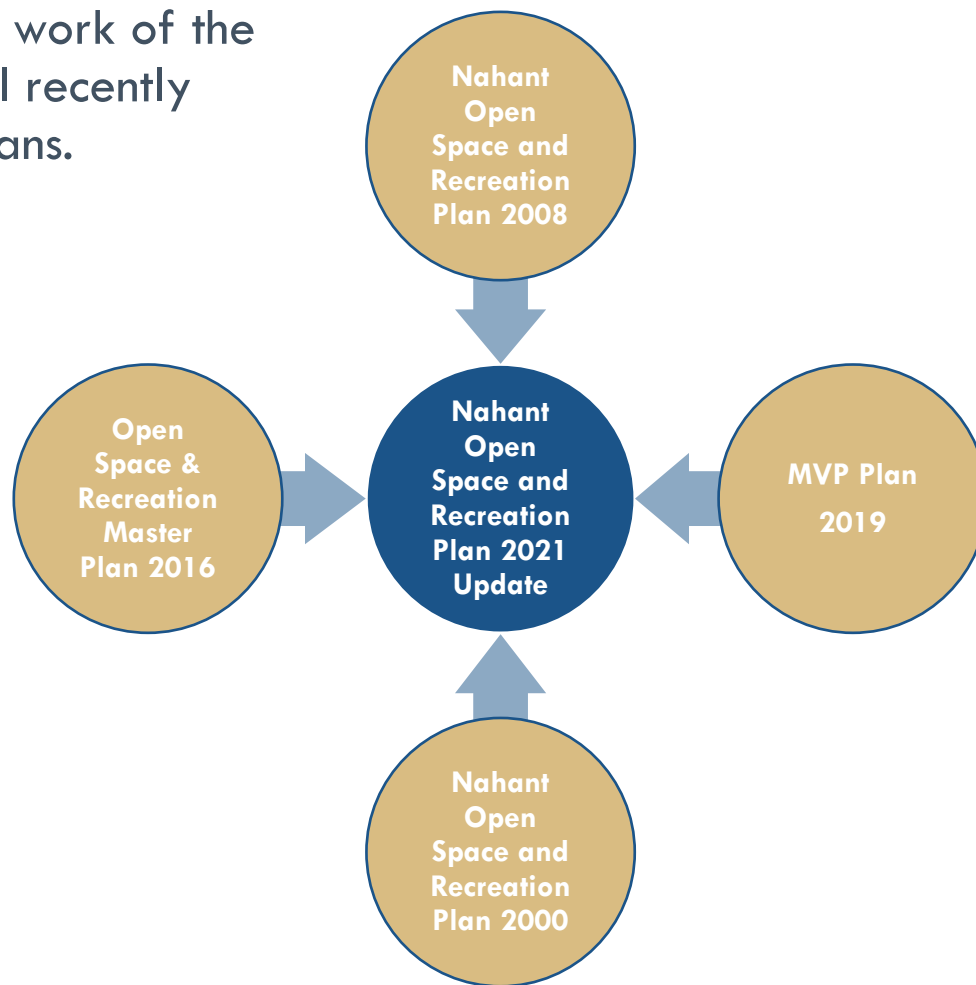 work of the
l recently
ans.
Nahant
Open
Space and
Recreation
Plan 2008
Open
Space &
Recreation
Master
Plan 2016
Nahant
Open
Space and
Recreation
Plan 2021
Update
MVP Plan
2019
Nahant
Open
Space and
Recreation
Plan 2000